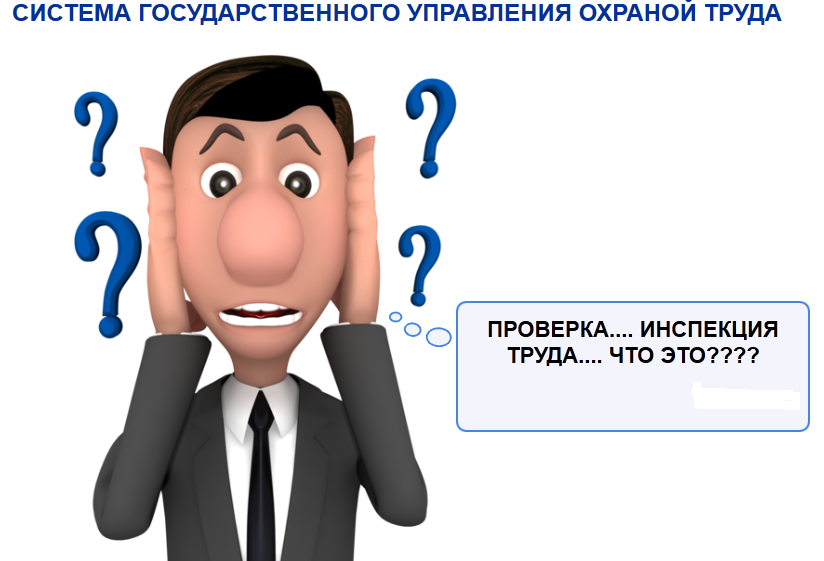 СИСТЕМА ГОСУДАРСТВЕННОГО УПРАВЛЕНИЯ ОХРАНОЙ ТРУДА
ПРОВЕРКА.... ИНСПЕКЦИЯ
ТРУДА.... ЧТО ЭТО????